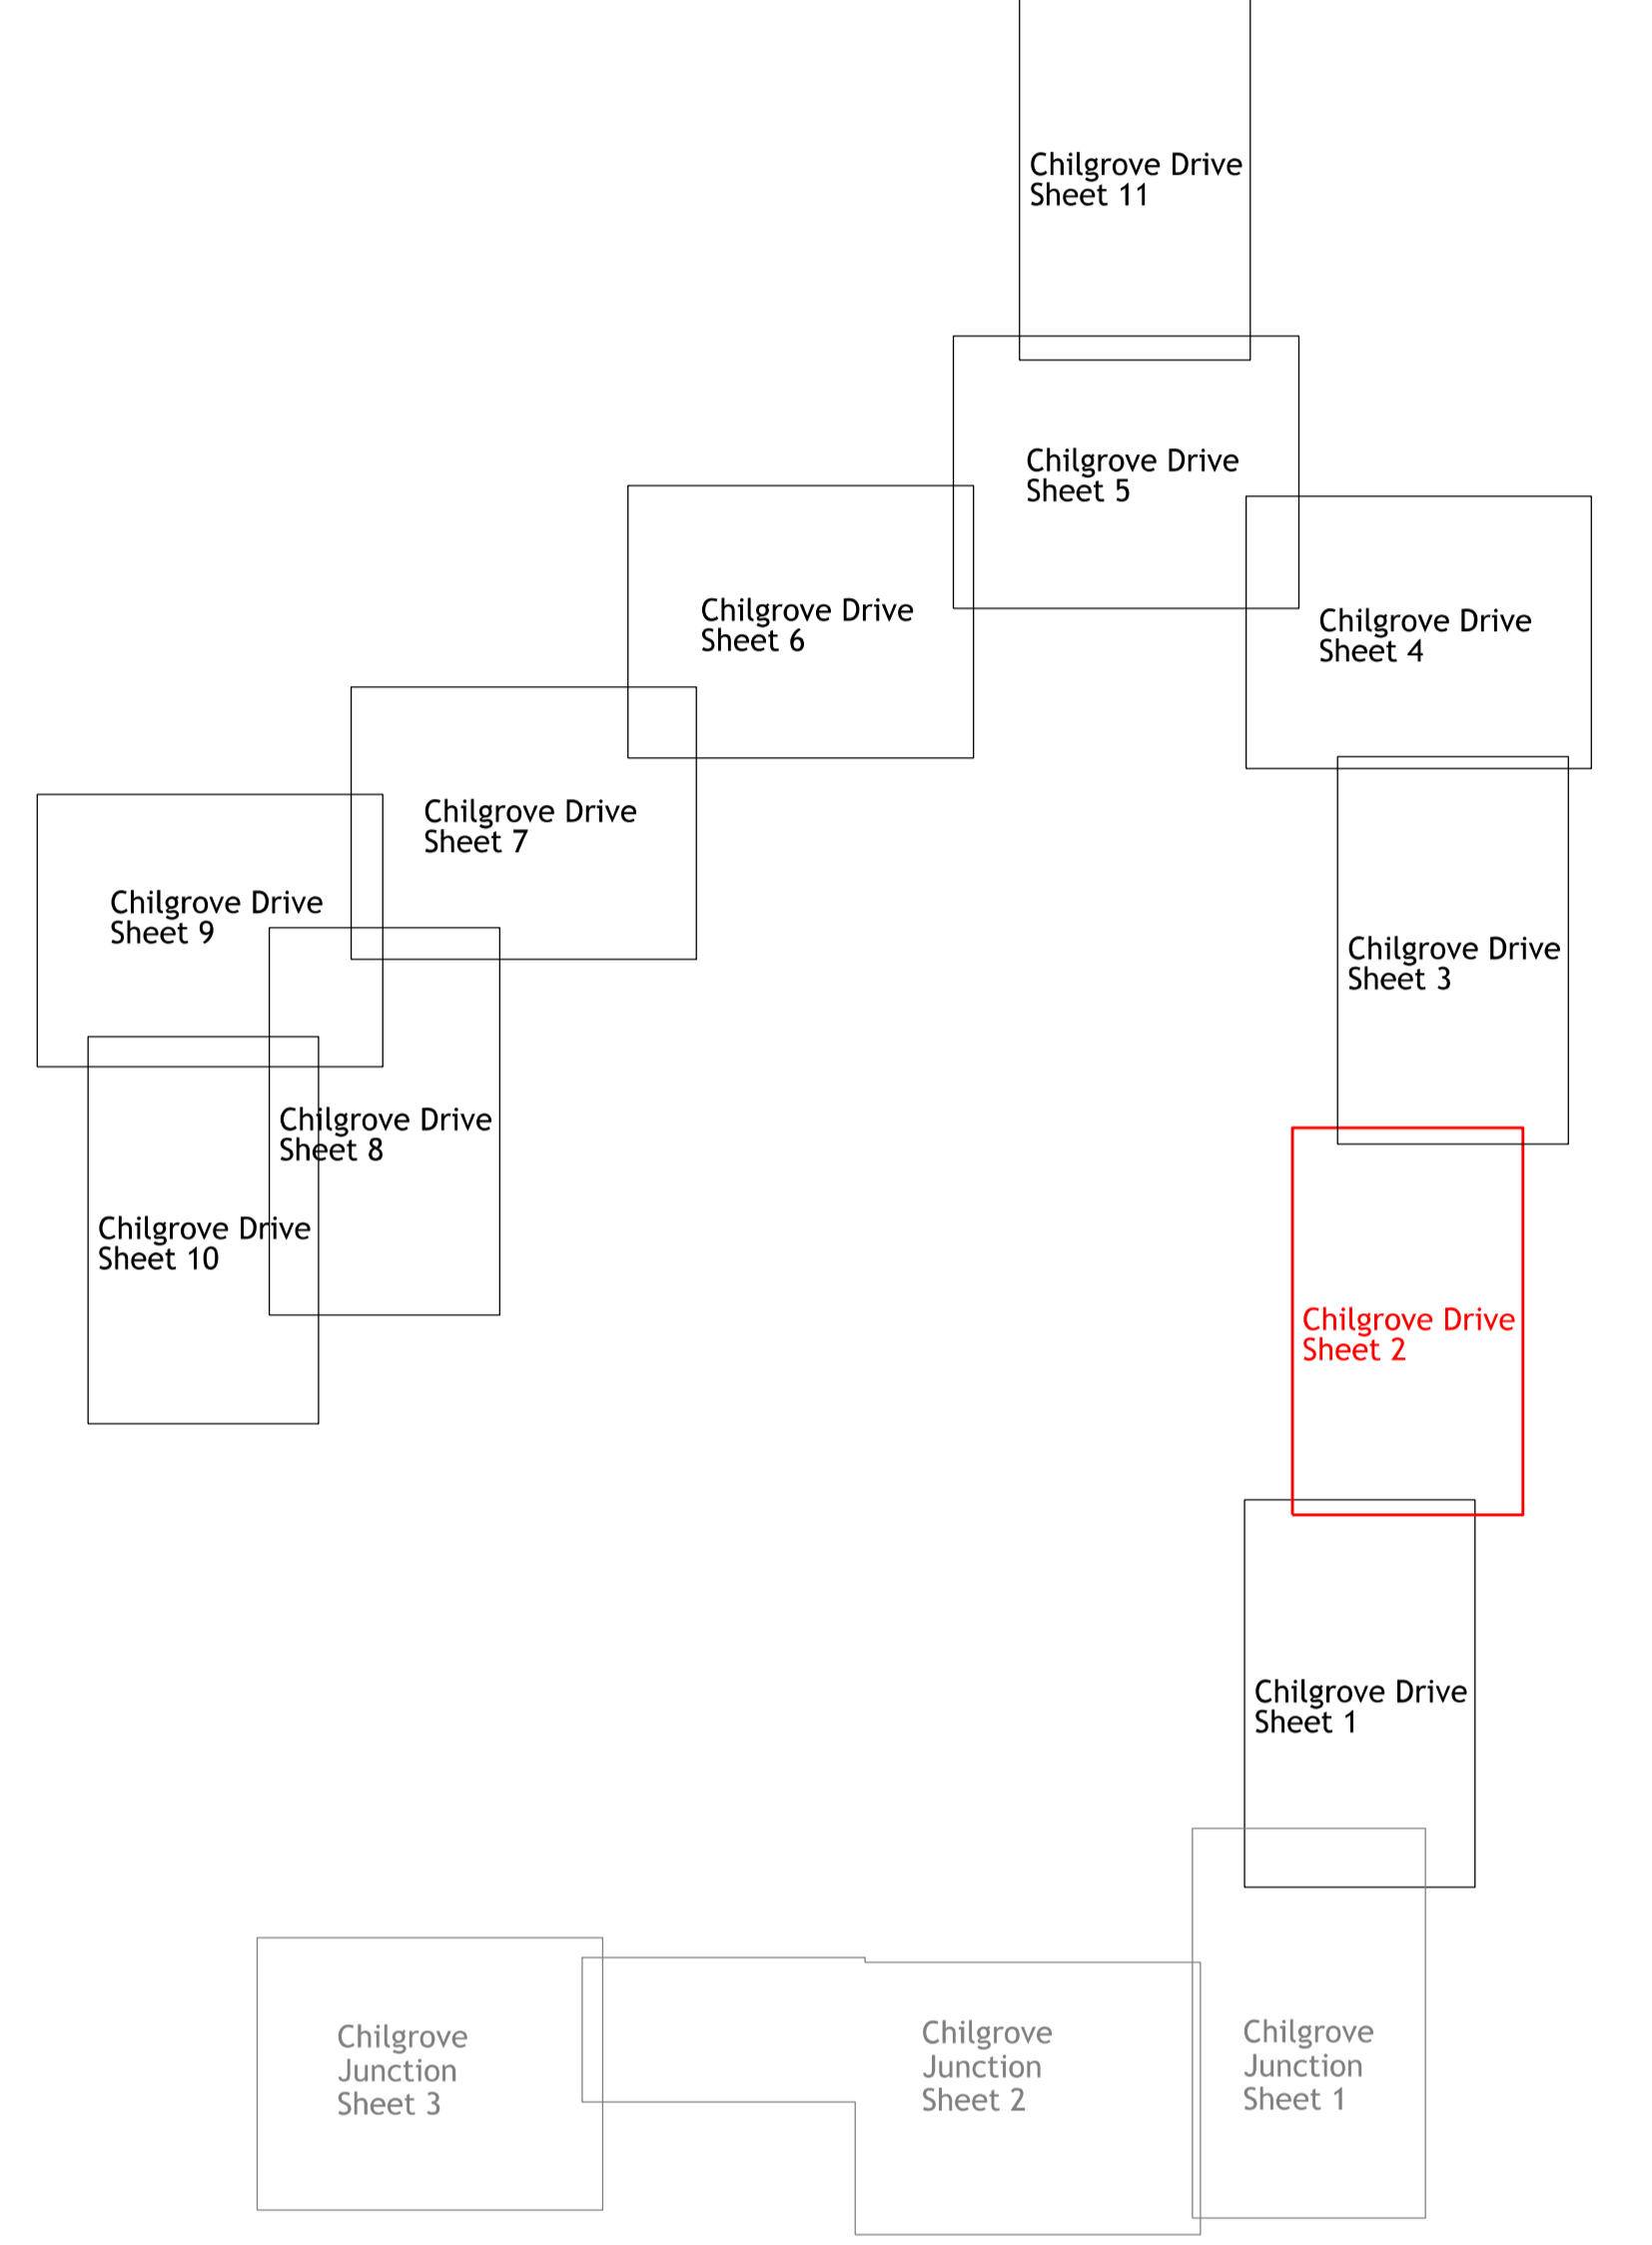 Chilgrove Drive
Sheet 11
Chilgrove Drive
Sheet 5
Chilgrove Drive
Sheet 6
Chilgrove Drive
Sheet 4
Chilgrove Drive
Sheet 7
Chilgrove Drive
Sheet 9
Chilgrove Drive
Sheet 3
Chilgrove Drive
Sheet 8
Chilgrove Drive
Sheet 10
Chilgrove Drive
Sheet 2
Chilgrove Drive
Sheet 1
Chilgrove
Junction
Sheet 3
Chilgrove
Junction
Sheet 2
Chilgrove
Junction
Sheet 1